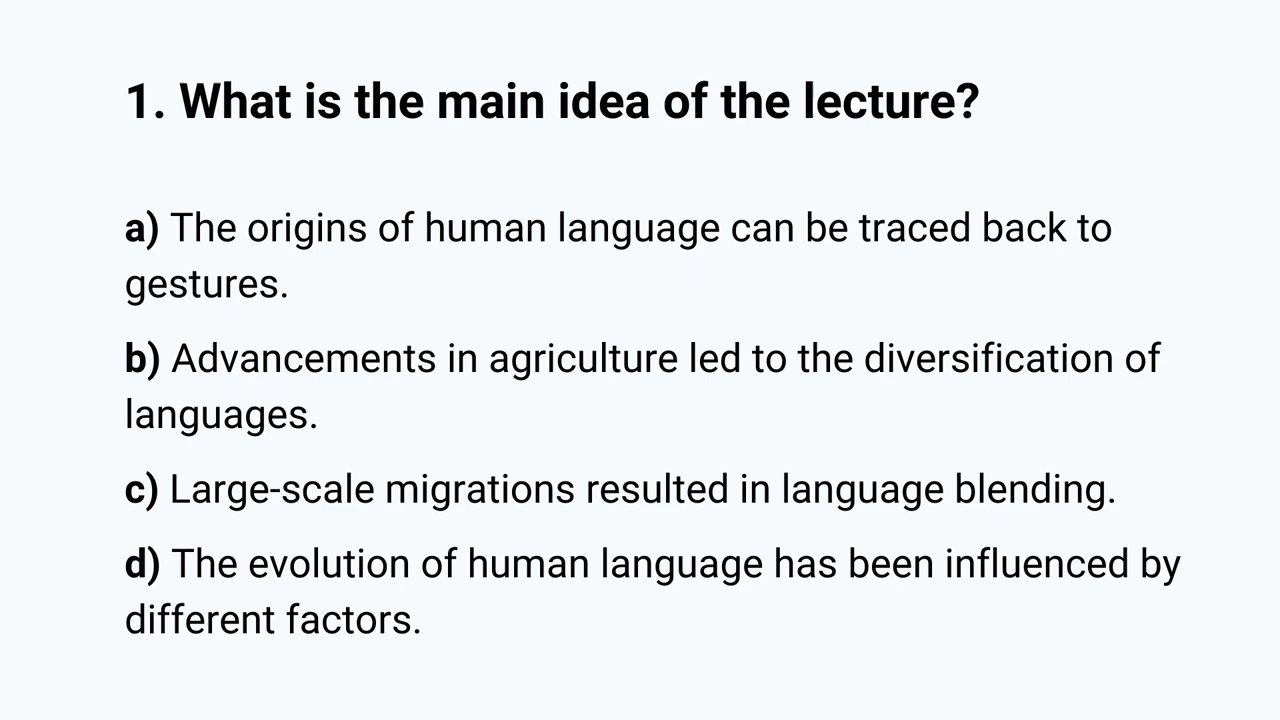 1. What is the main idea of the lecture?
a) The origins of human language can be traced back to
gestures.
b) Advancements in agriculture led to the diversification of
languages.
c) Large-scale migrations resulted in language blending.
d) The evolution of human language has been influenced by
different factors.